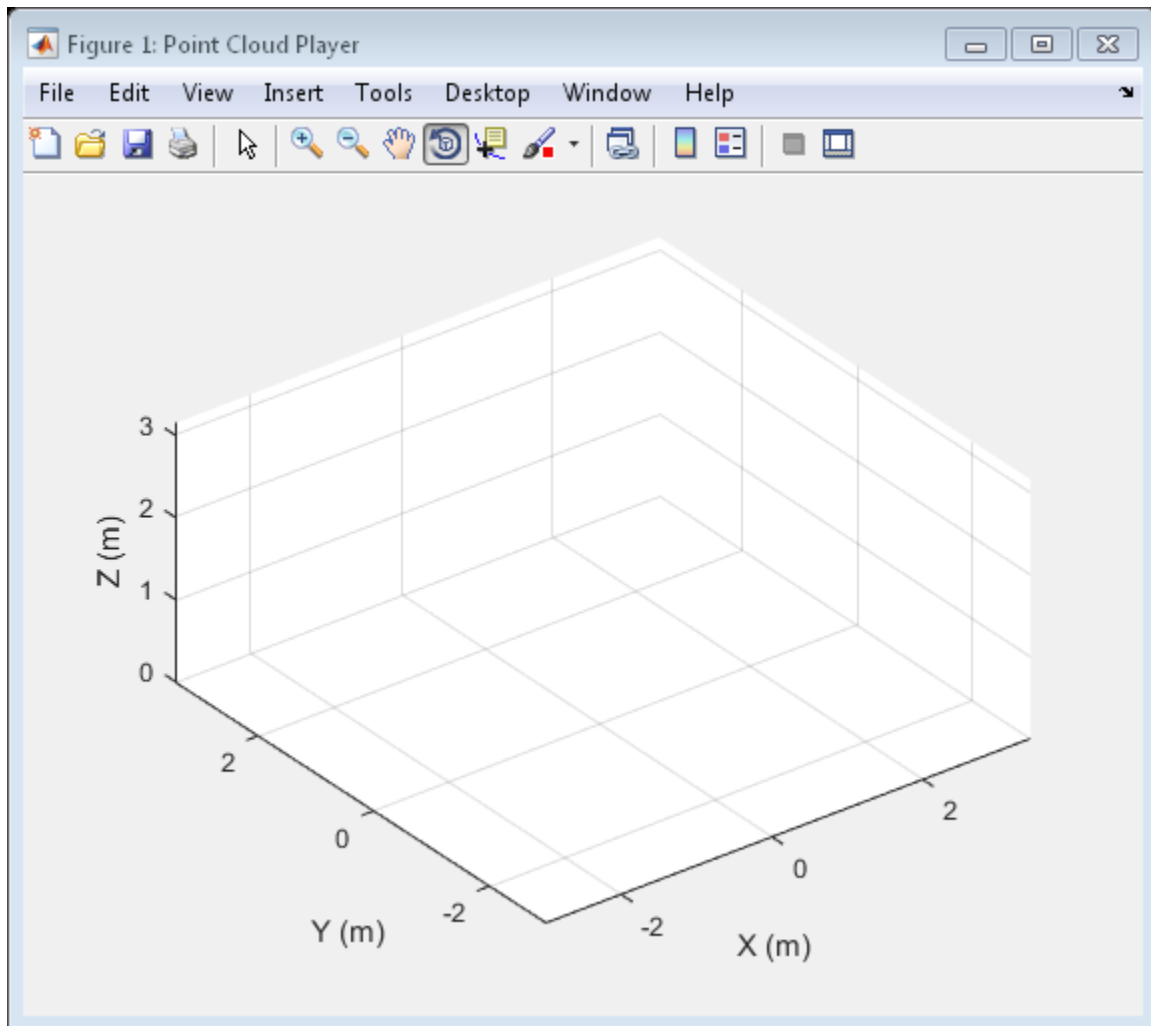 Figure 1: Point Cloud Player
File Edit View Insert Tools Desktop Window Help
3
2
1
0
Z (m)
2
0
-2
Y (m)
-2
0
2
X (m)